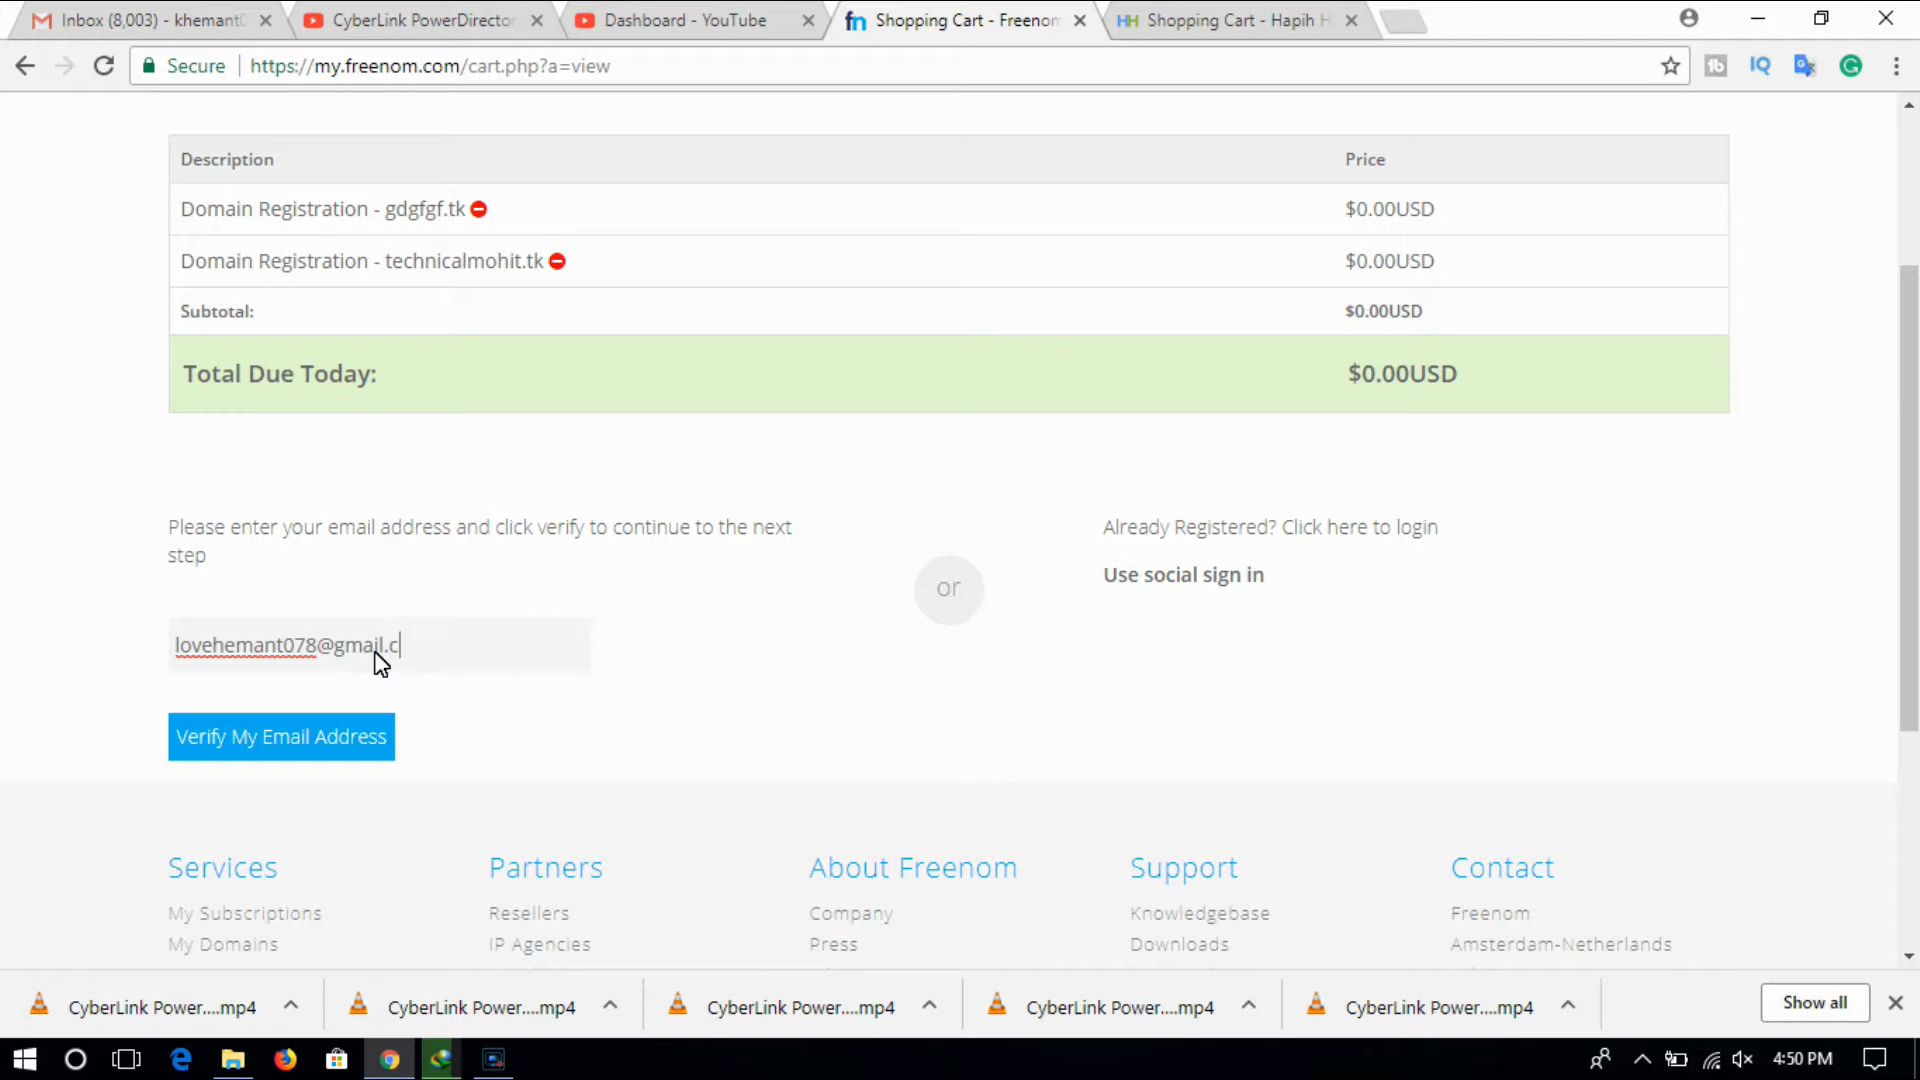 Inbox (8,003) - khemant0
CyberLink PowerDirector
Dashboard - YouTube
fn Shopping Cart - Freenom
HH Shopping Cart - Hapih H
Secure
https://my.freenom.com/cart.php?a=view
Description
Price
Domain Registration - gdgfgf.tk
$0.00USD
Domain Registration - technicalmohit.tk
$0.00USD
Subtotal:
$0.00USD
Total Due Today:
$0.00USD
Please enter your email address and click verify to continue to the next
step
or
Already Registered? Click here to login
Use social sign in
lovehemant078@gmail.c
Verify My Email Address
Services
Partners
About Freenom
Support
Contact
My Subscriptions
Resellers
Company
Knowledgebase
Freenom
My Domains
IP Agencies
Press
Downloads
Amsterdam-Netherlands
CyberLink Power....mp4
CyberLink Power....mp4
CyberLink Power....mp4
CyberLink Power....mp4
CyberLink Power....mp4
Show all
4:50 PM